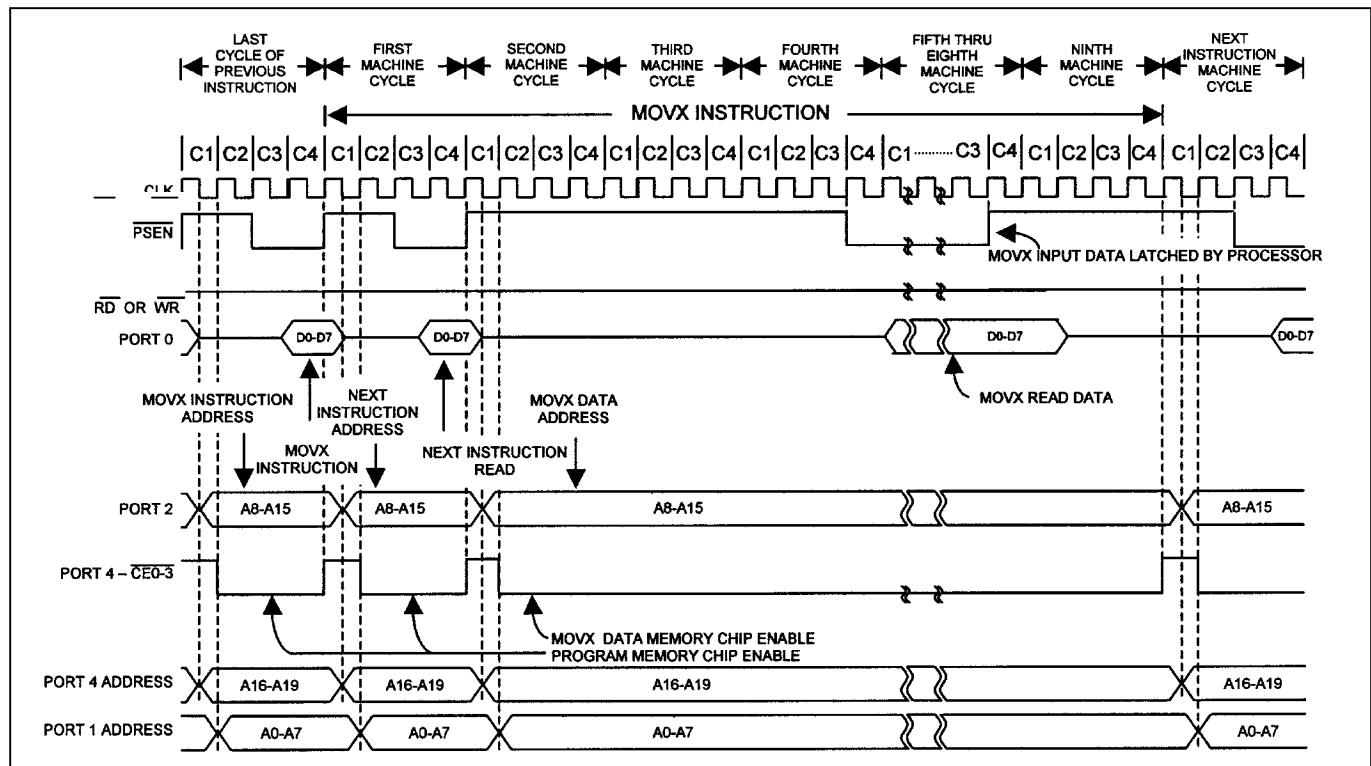 LAST CYCLE OF PREVIOUS INSTRUCTION
FIRST MACHINE CYCLE
SECOND MACHINE CYCLE
THIRD MACHINE CYCLE
FOURTH MACHINE CYCLE
FIFTH THRU EIGHTH MACHINE CYCLE
NINTH MACHINE CYCLE
NEXT INSTRUCTION MACHINE CYCLE
MOVX INSTRUCTION
C1 C2 C3 C4 C1 C2 C3 C4 C1 C2 C3 C4 C1 C2 C3 C4 C1 C2 C3 C4 C1 ........ C3 C4 C1 C2 C3 C4 C1 C2 C3 C4
CLK
PSEN
MOVX INPUT DATA LATCHED BY PROCESSOR
RD OR WR
PORT 0 D0-D7 D0-D7 D0-D7 D0-D7
MOVX INSTRUCTION ADDRESS
NEXT INSTRUCTION ADDRESS
MOVX DATA ADDRESS
MOVX READ DATA
MOVX INSTRUCTION
NEXT INSTRUCTION READ
PORT 2 A8-A15 A8-A15 A8-A15 A8-A15
PORT 4 – CE0-3
MOVX DATA MEMORY CHIP ENABLE
PROGRAM MEMORY CHIP ENABLE
PORT 4 ADDRESS A16-A19 A16-A19 A16-A19 A16-A19
PORT 1 ADDRESS A0-A7 A0-A7 A0-A7 A0-A7